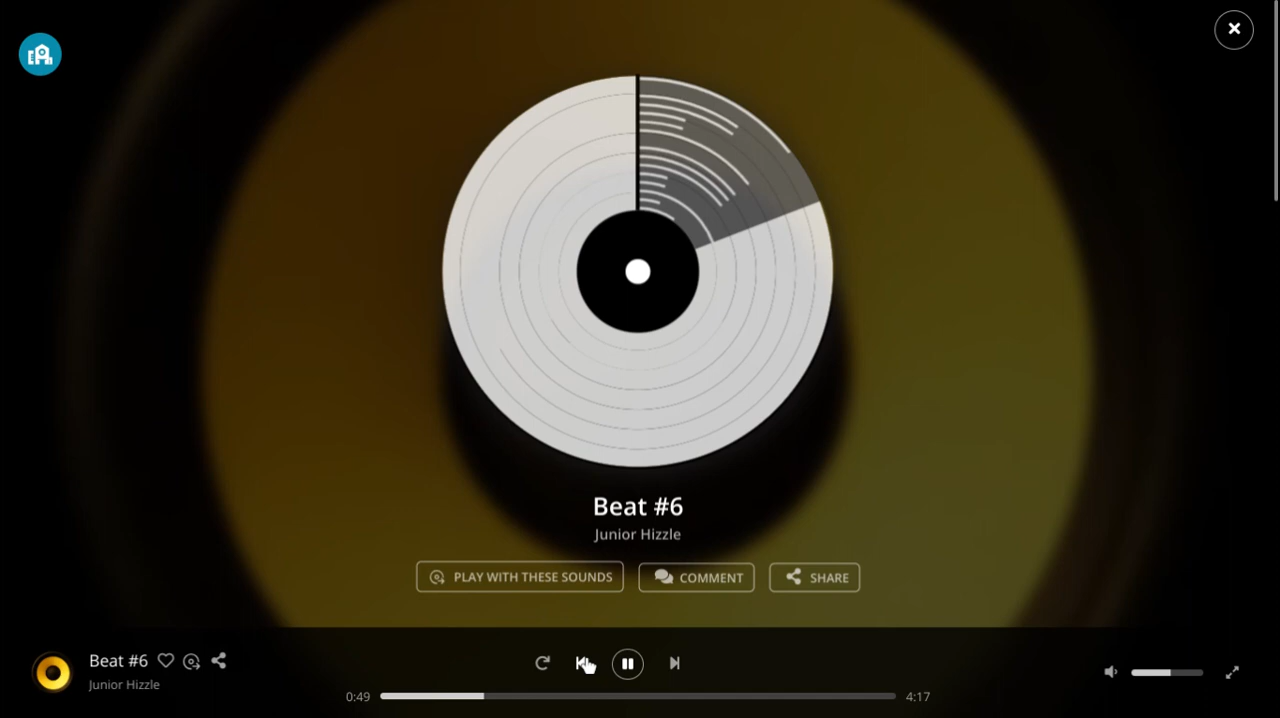 Beat #6
Junior Hizzle
PLAY WITH THESE SOUNDS
COMMENT
SHARE
Beat #6
Junior Hizzle
0:49
4:17